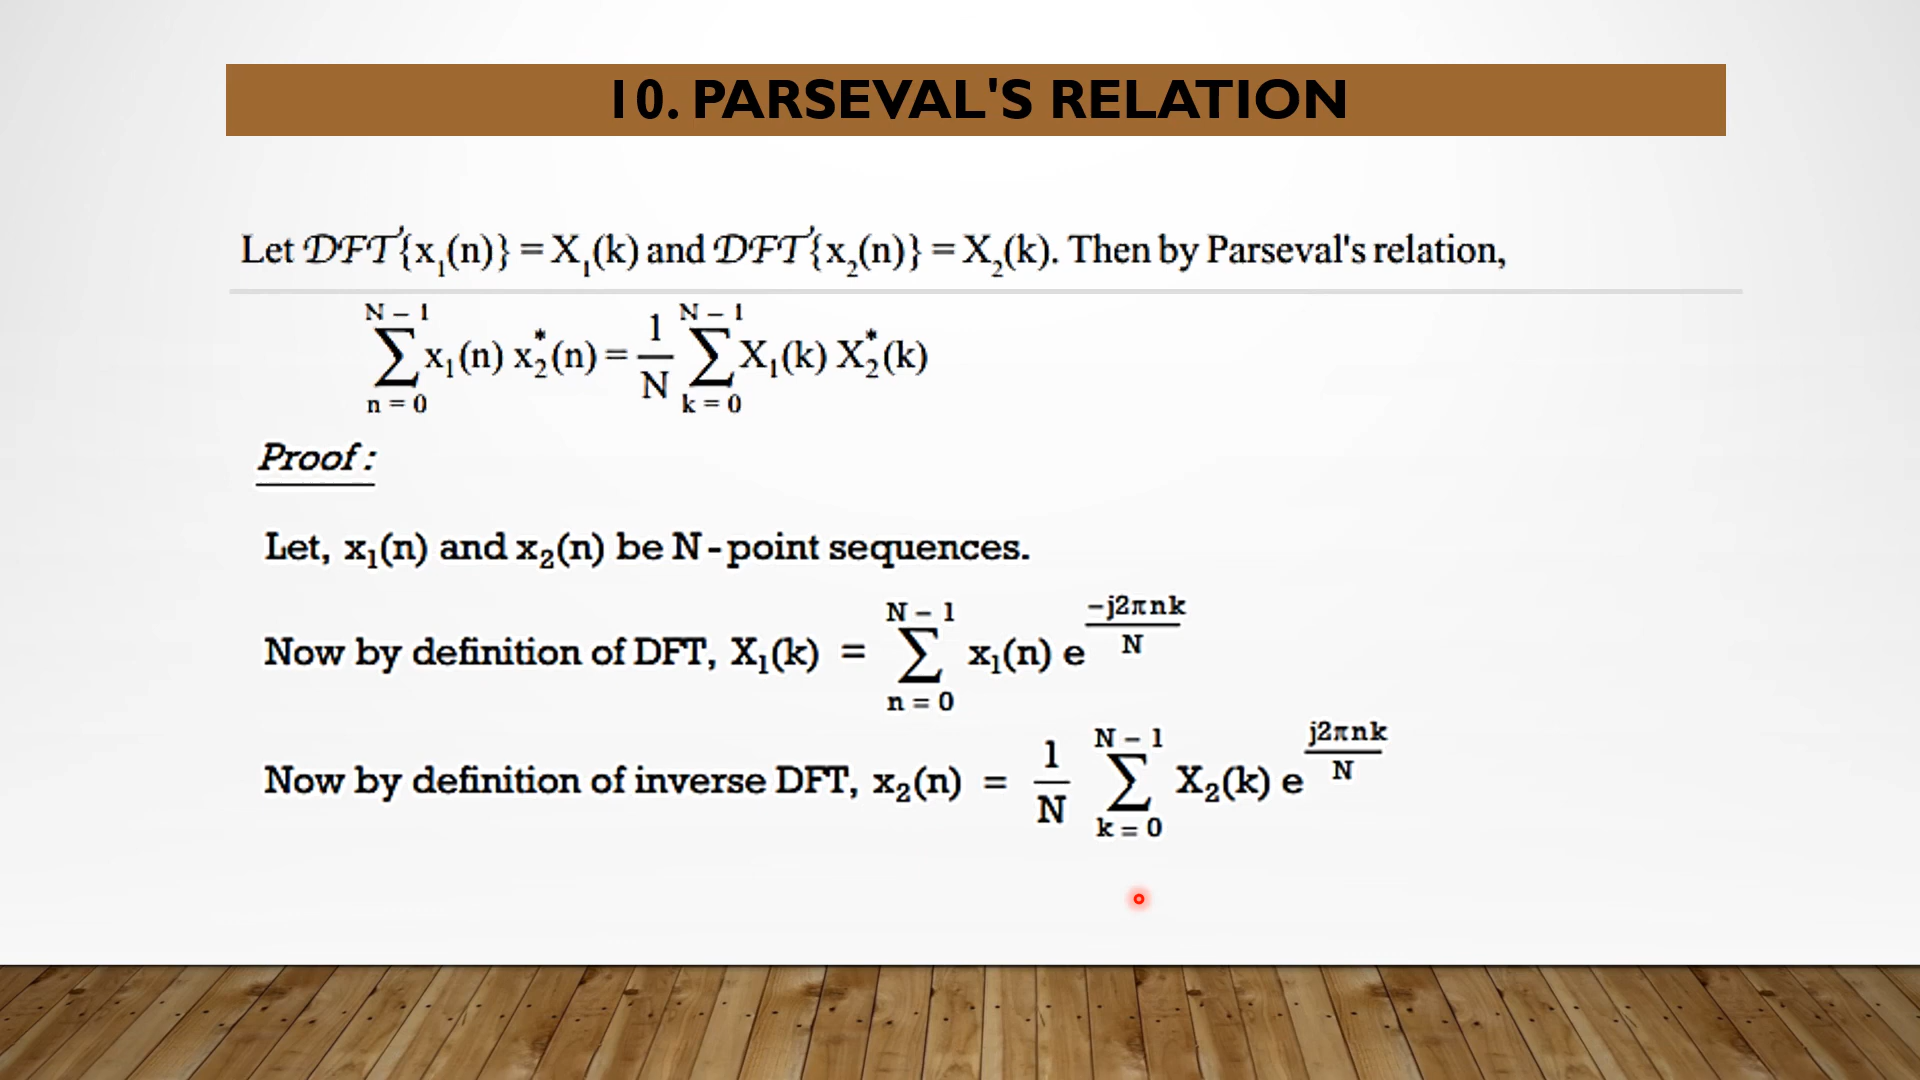 10. PARSEVAL'S RELATION
Let DFT{x₁(n)} = X₁(k) and DFT{x₂(n)} = X₂(k). Then by Parseval's relation,
∑_{n = 0}^{N – 1} x₁(n) x₂*(n) = 1/N ∑_{k = 0}^{N – 1} X₁(k) X₂*(k)
Proof :
Let, x₁(n) and x₂(n) be N - point sequences.
Now by definition of DFT, X₁(k) = ∑_{n = 0}^{N – 1} x₁(n) e^{–j2πnk/N}
Now by definition of inverse DFT, x₂(n) = 1/N ∑_{k = 0}^{N – 1} X₂(k) e^{j2πnk/N}